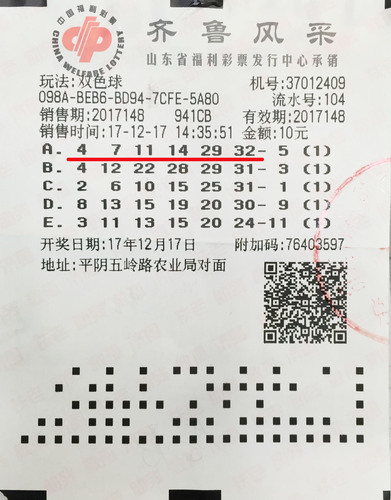 中国福利彩票
CHINA WELFARE LOTTERY
齐鲁风采
山东省福利彩票发行中心承销
玩法:双色球 机号:37012409
098A-BEB6-BD94-7CFE-5A80 流水号:104
销售期:2017148 941CB 有效期:2017148
销售时间:17-12-17 14:35:51 金额:10元
A. 4 7 11 14 29 32- 5 (1)
B. 4 12 22 28 29 31- 3 (1)
C. 2 6 10 15 25 31- 1 (1)
D. 8 13 15 19 20 30- 9 (1)
E. 3 11 15 18 20 24-11 (1)
开奖日期:17年12月17日 附加码:76403597
地址:平阴五岭路农业局对面